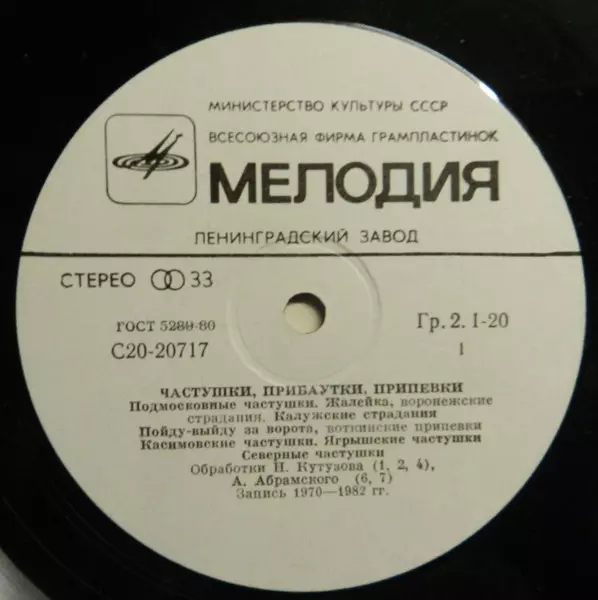 МИНИСТЕРСТВО КУЛЬТУРЫ СССР
ВСЕСОЮЗНАЯ ФИРМА ГРАМПЛАСТИНОК
МЕЛОДИЯ
ЛЕНИНГРАДСКИЙ ЗАВОД
СТЕРЕО 33
ГОСТ 5289-80
Гр. 2. 1-20
С20-20717
1
ЧАСТУШКИ, ПРИБАУТКИ, ПРИПЕВКИ
Подмосковные частушки. Жалейка, воронежские
страдания. Калужские страдания
Пойду-выйду за ворота, воткинские припевки
Касимовские частушки. Ягрышские частушки
Северные частушки
Обработки И. Кутузова (1, 2, 4),
А. Абрамского (6, 7)
Запись 1970—1982 гг.